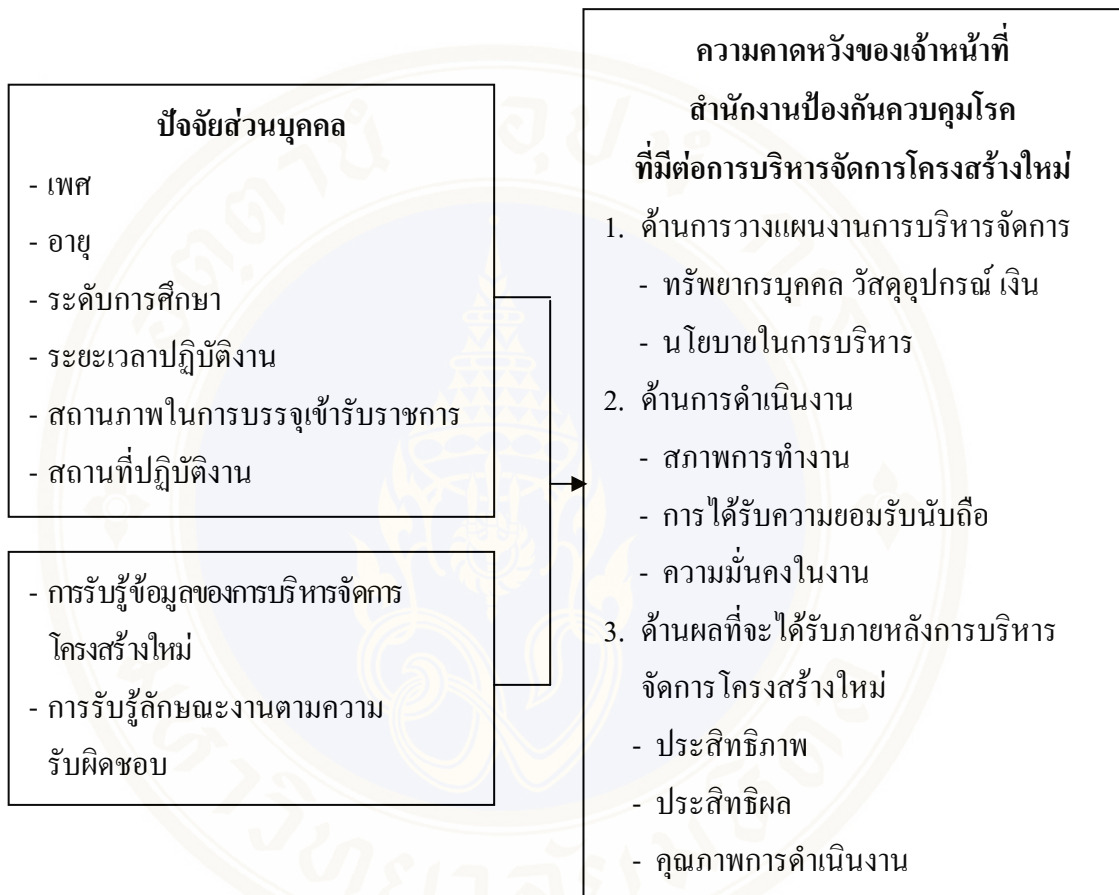 ปัจจัยส่วนบุคคล
- เพศ
- อายุ
- ระดับการศึกษา
- ระยะเวลาปฏิบัติงาน
- สถานภาพในการบรรจุเข้ารับราชการ
- สถานที่ปฏิบัติงาน
- การรับรู้ข้อมูลของการบริหารจัดการ
โครงสร้างใหม่
- การรับรู้ลักษณะงานตามความ
รับผิดชอบ
ความคาดหวังของเจ้าหน้าที่
สำนักงานป้องกันควบคุมโรค
ที่มีต่อการบริหารจัดการโครงสร้างใหม่
1. ด้านการวางแผนงานการบริหารจัดการ
- ทรัพยากรบุคคล วัสดุอุปกรณ์ เงิน
- นโยบายในการบริหาร
2. ด้านการดำเนินงาน
- สภาพการทำงาน
- การได้รับความยอมรับนับถือ
- ความมั่นคงในงาน
3. ด้านผลที่จะได้รับภายหลังการบริหาร
จัดการโครงสร้างใหม่
- ประสิทธิภาพ
- ประสิทธิผล
- คุณภาพการดำเนินงาน